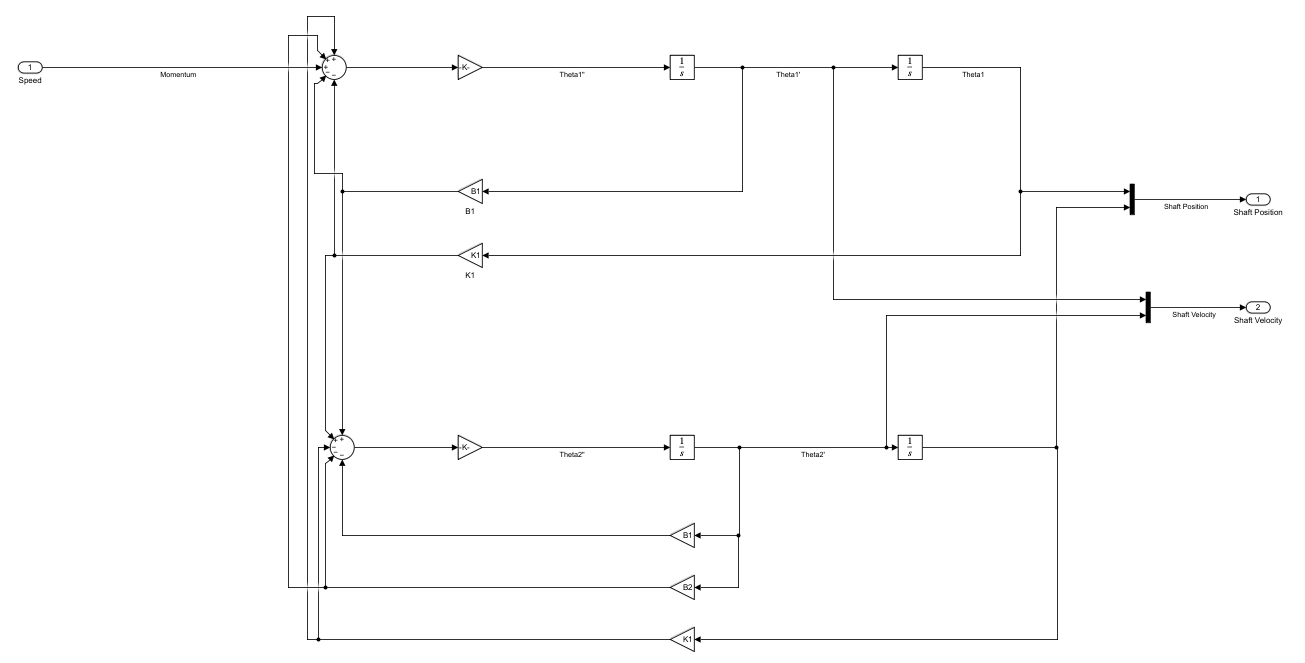 1
Speed
Momentum
-K-
Theta1''
1
s
Theta1'
1
s
Theta1
B1
B1
K1
K1
Shaft Position
1
Shaft Position
Shaft Velocity
2
Shaft Velocity
-K-
Theta2''
1
s
Theta2'
1
s
B1
B2
K1